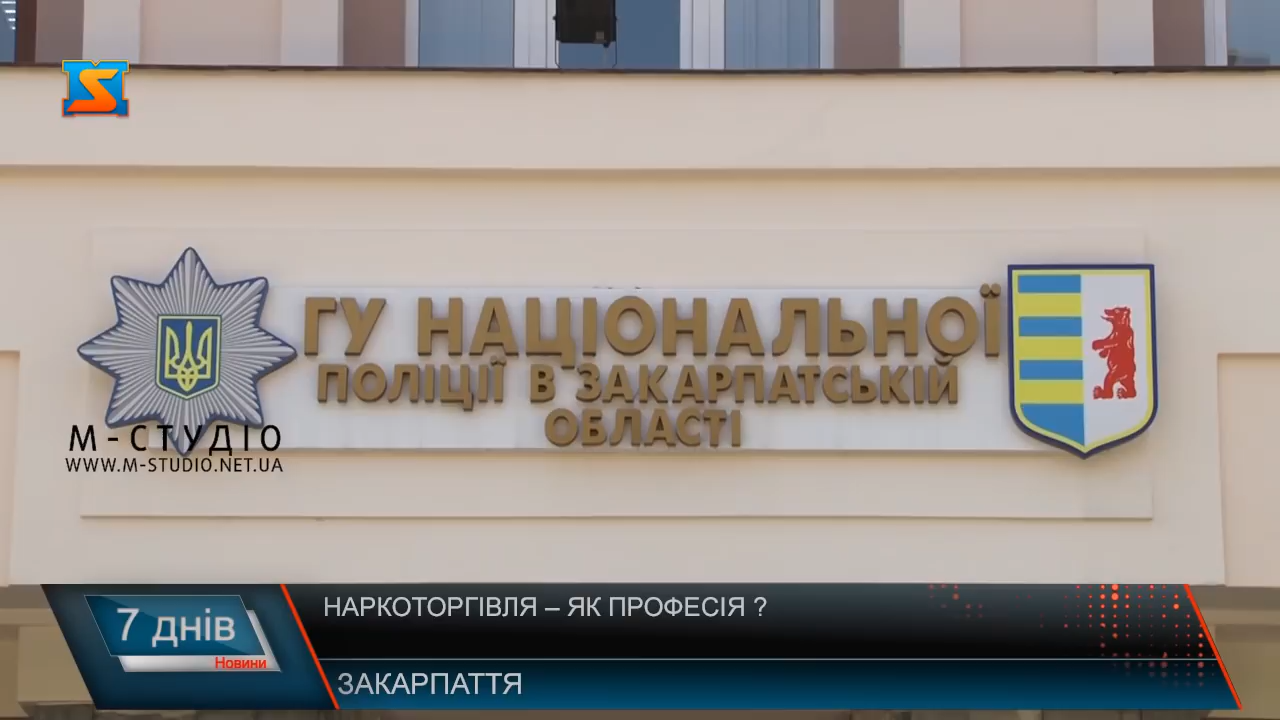 ГУ НАЦІОНАЛЬНОЇ
ПОЛІЦІЇ В ЗАКАРПАТСЬКІЙ
ОБЛАСТІ
М-СТУДІО
WWW.M-STUDIO.NET.UA
7 днів
Новини
НАРКОТОРГІВЛЯ – ЯК ПРОФЕСІЯ ?
ЗАКАРПАТТЯ